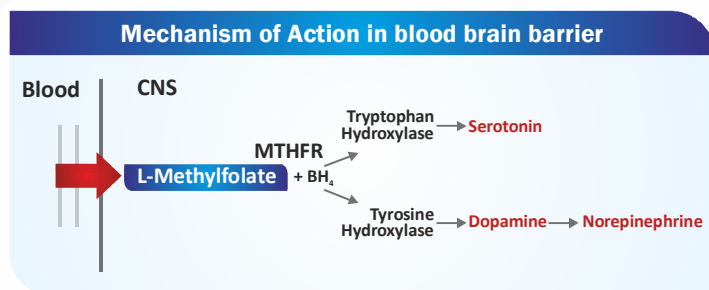 Mechanism of Action in blood brain barrier
Blood
CNS
Tryptophan
Hydroxylase
Serotonin
MTHFR
L-Methylfolate
+ BH₄
Tyrosine
Hydroxylase
Dopamine
Norepinephrine